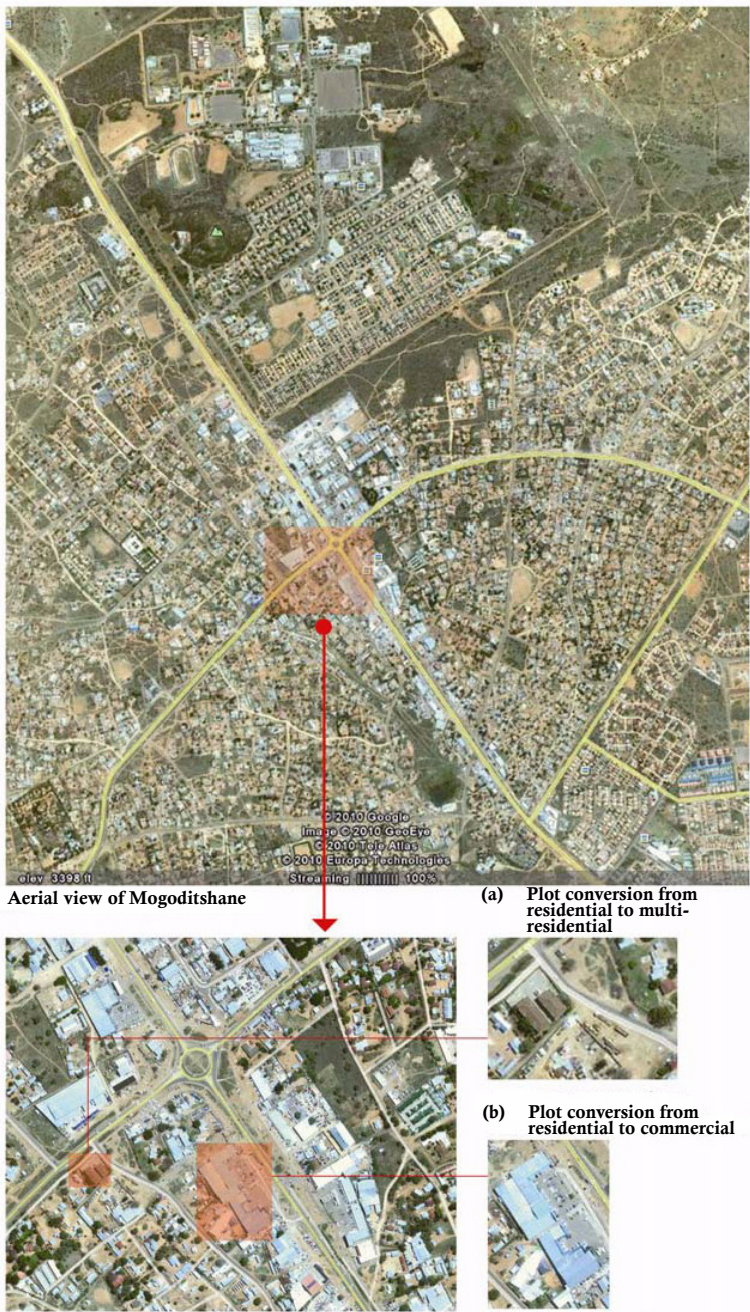 © 2010 Google
Image © 2010 GeoEye
© 2010 Tele Atlas
© 2010 Europa Technologies
elev 3398 ft
Streaming ||||||||| 100%
Aerial view of Mogoditshane
(a) Plot conversion from
residential to multi-
residential
(b) Plot conversion from
residential to commercial